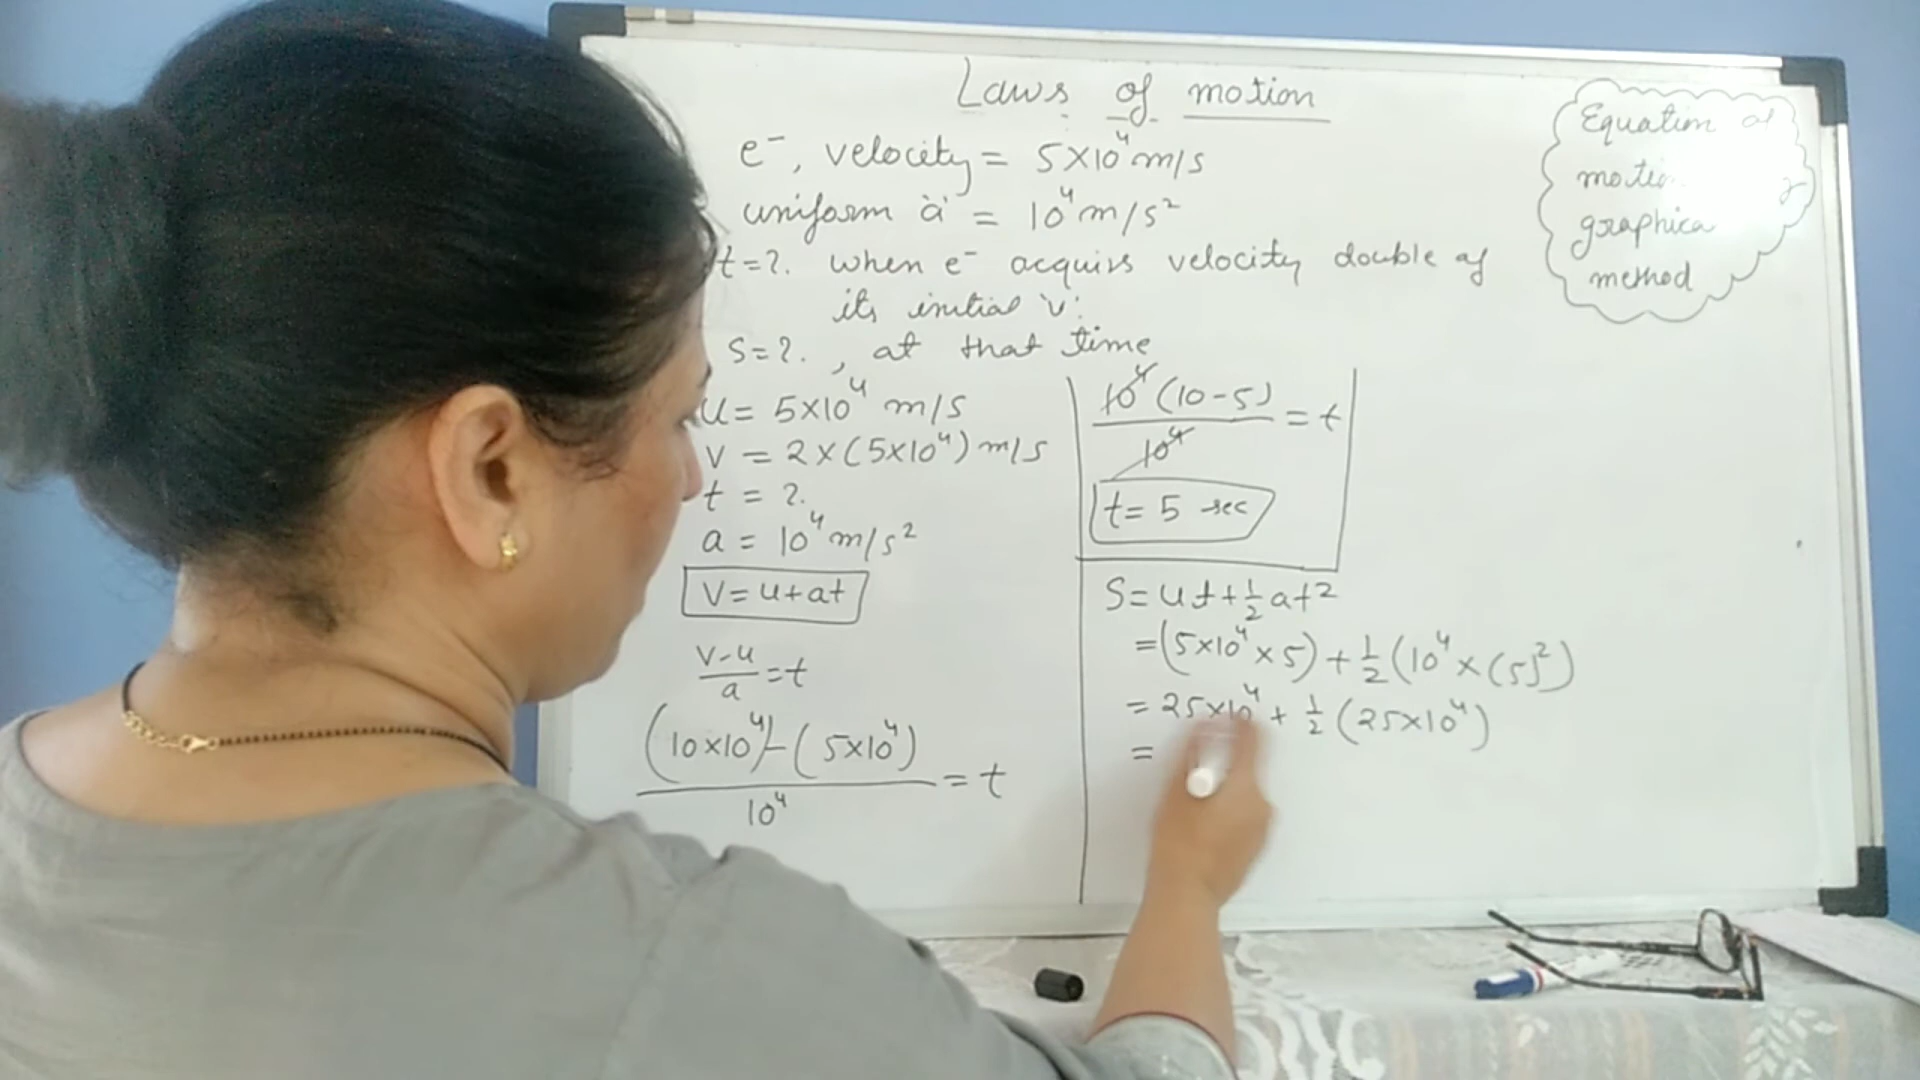 Laws of motion
e⁻, velocity = 5×10⁴ m/s
uniform 'a' = 10⁴ m/s²
t=?. when e⁻ acquirs velocity double of
its initial 'v'.
s=?. , at that time
u= 5×10⁴ m/s
v = 2×(5×10⁴) m/s
t = ?.
a = 10⁴ m/s²
v=u+at
(v-u)/a =t
((10×10⁴)-(5×10⁴))/10⁴ = t
10⁴(10-5)/10⁴ = t
t= 5 sec
S=ut+½at²
=(5×10⁴×5)+½(10⁴×(5)²)
= 25×10⁴ + ½(25×10⁴)
=
Equation of
motio
graphica
method